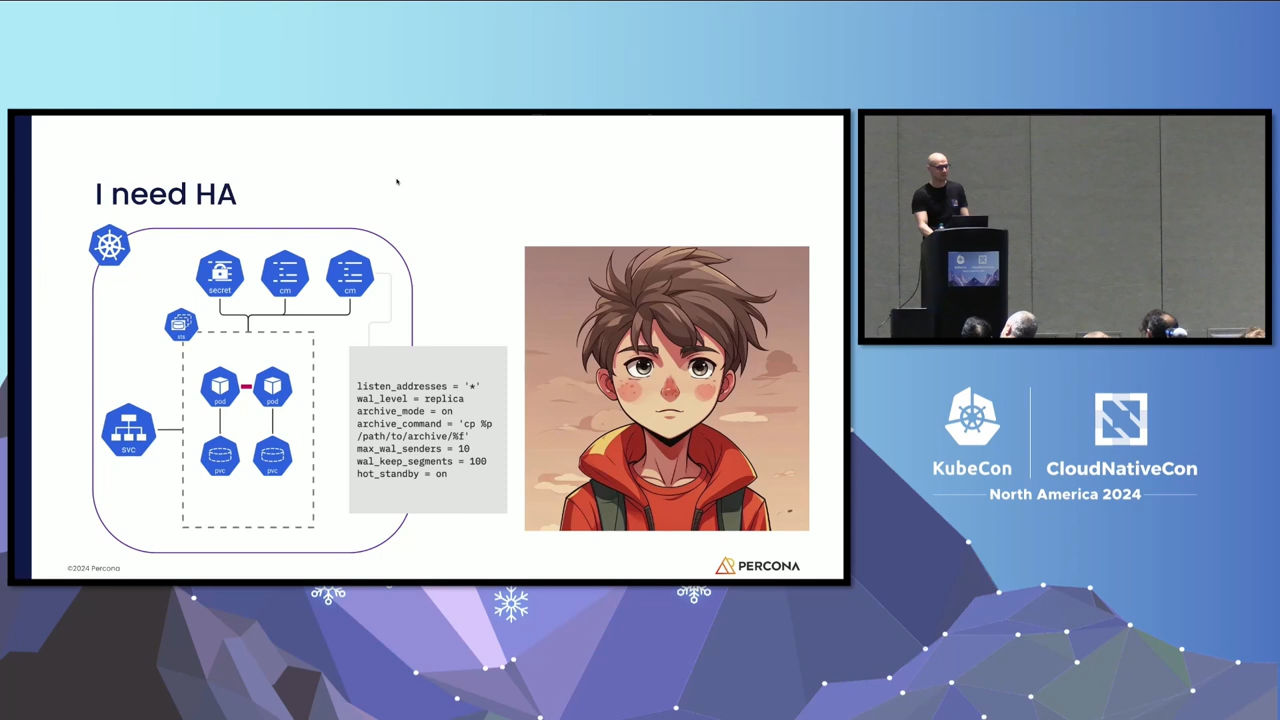 I need HA
secret
cm
cm
sts
pod
pod
svc
pvc
pvc
listen_addresses = '*'
wal_level = replica
archive_mode = on
archive_command = 'cp %p
/path/to/archive/%f'
max_wal_senders = 10
wal_keep_segments = 100
hot_standby = on
©2024 Percona
PERCONA
KubeCon
CloudNativeCon
North America 2024